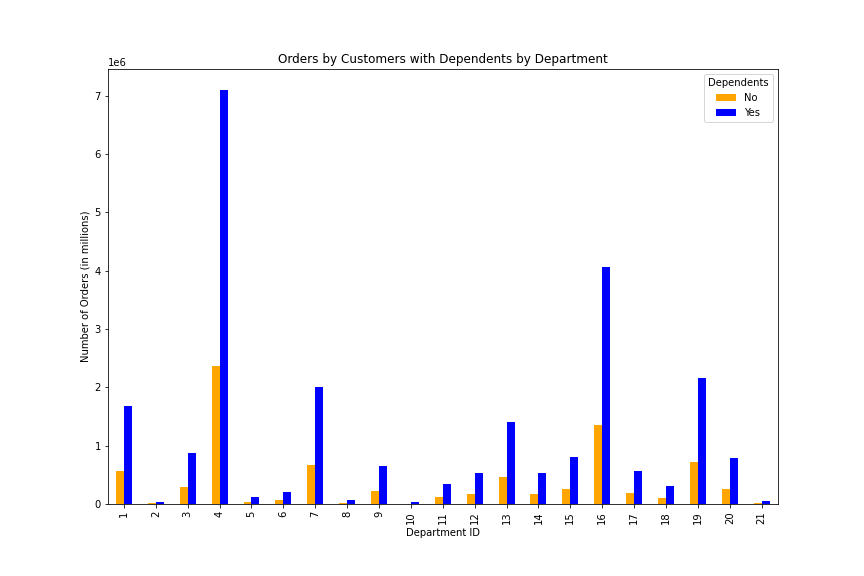 Orders by Customers with Dependents by Department
1e6
Dependents
No
Yes
7
6
5
4
3
2
1
0
Number of Orders (in millions)
1 2 3 4 5 6 7 8 9 10 11 12 13 14 15 16 17 18 19 20 21
Department ID